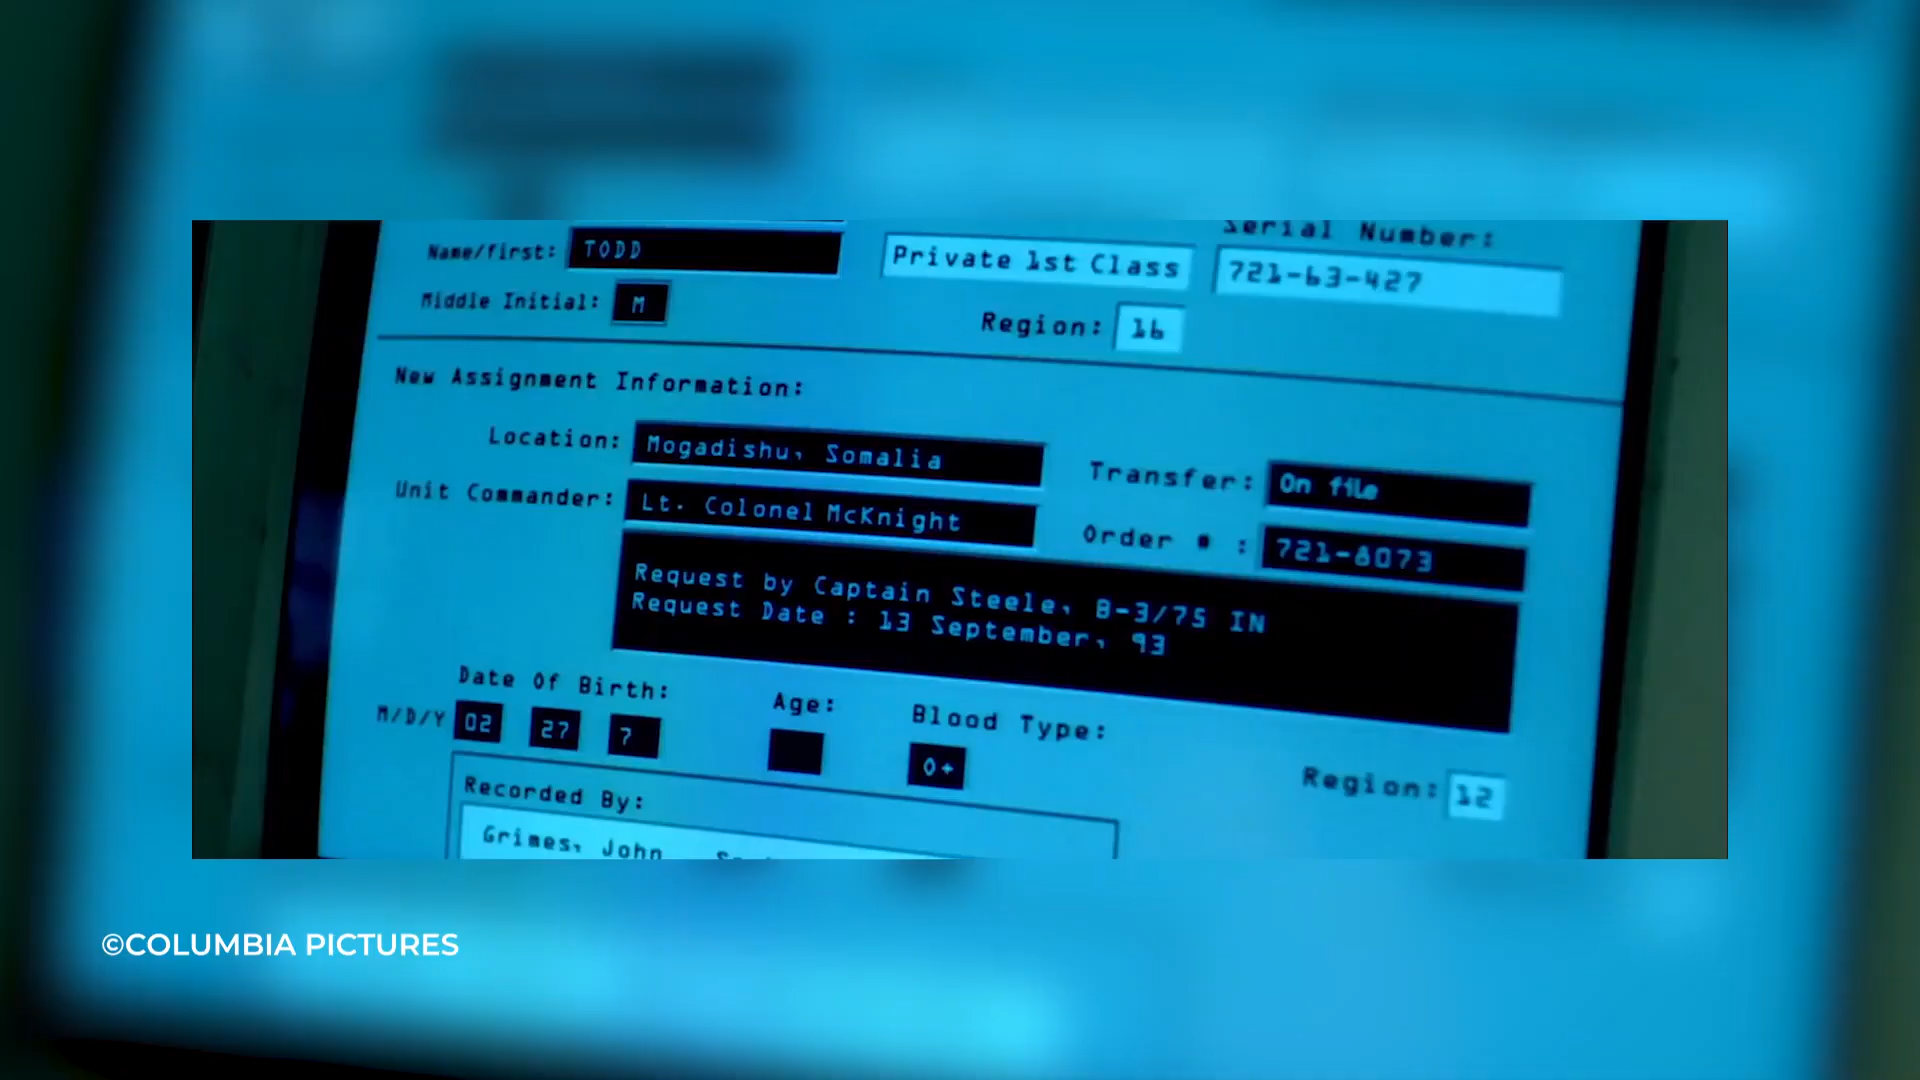 Serial Number:
Name/first: TODD
Private 1st Class
721-63-427
Middle Initial: M
Region: 16
New Assignment Information:
Location: Mogadishu, Somalia
Transfer: On file
Unit Commander: Lt. Colonel McKnight
Order # : 721-8073
Request by Captain Steele, B-3/75 IN
Request Date : 13 September, 93
Date Of Birth:
Age:
Blood Type:
M/D/Y 02 27 7
O+
Region: 12
Recorded By:
Grimes, John
©COLUMBIA PICTURES